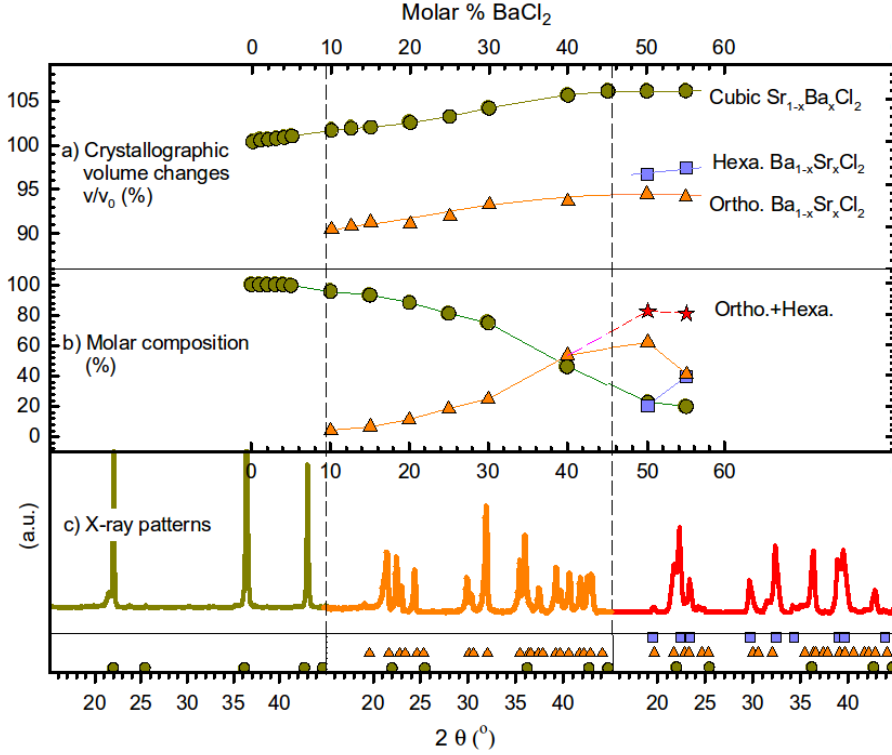 Molar % BaCl₂
0 10 20 30 40 50 60
105
100
95
90
a) Crystallographic
volume changes
v/v₀ (%)
Cubic Sr₁₋ₓBaₓCl₂
Hexa. Ba₁₋ₓSrₓCl₂
Ortho. Ba₁₋ₓSrₓCl₂
100
80
60
40
20
0
b) Molar composition
(%)
Ortho.+Hexa.
0 10 20 30 40 50 60
(a.u.)
c) X-ray patterns
20 25 30 35 40 20 25 30 35 40 20 25 30 35 40
2 θ (°)